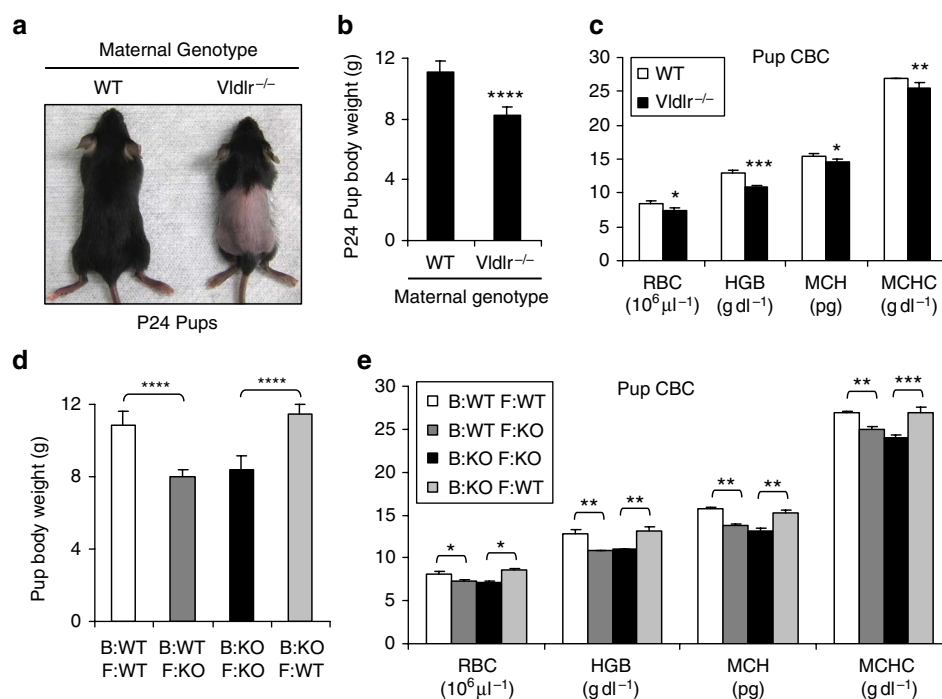 a
Maternal Genotype
WT Vldlr−/−
P24 Pups
b
P24 Pup body weight (g)
12
8
4
0
****
WT Vldlr−/−
Maternal genotype
c
Pup CBC
WT
Vldlr−/−
30
25
20
15
10
5
0
*
***
*
**
RBC HGB MCH MCHC
(10⁶ µl⁻¹) (g dl⁻¹) (pg) (g dl⁻¹)
d
Pup body weight (g)
12
8
4
0
**** ****
B:WT B:WT B:KO B:KO
F:WT F:KO F:KO F:WT
e
Pup CBC
B:WT F:WT
B:WT F:KO
B:KO F:KO
B:KO F:WT
30
25
20
15
10
5
0
* *
** **
** **
** ***
RBC HGB MCH MCHC
(10⁶ µl⁻¹) (g dl⁻¹) (pg) (g dl⁻¹)